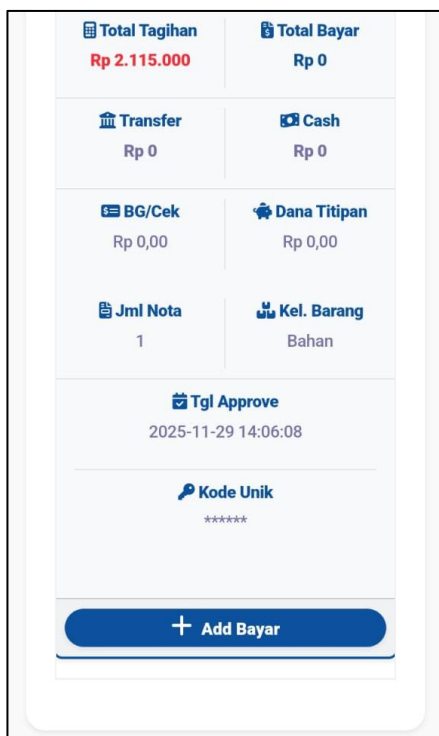 Total Tagihan
Rp 2.115.000
Total Bayar
Rp 0
Transfer
Rp 0
Cash
Rp 0
BG/Cek
Rp 0,00
Dana Titipan
Rp 0,00
Jml Nota
1
Kel. Barang
Bahan
Tgl Approve
2025-11-29 14:06:08
Kode Unik
******
+ Add Bayar